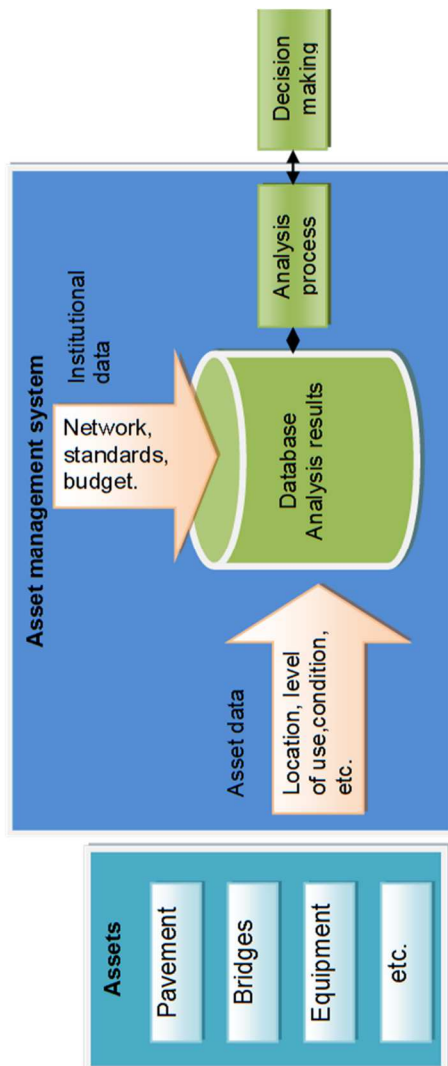 Assets
Pavement
Bridges
Equipment
etc.
Asset management system
Asset data
Location, level
of use,condition,
etc.
Institutional
data
Network,
standards,
budget.
Database
Analysis results
Analysis
process
Decision
making